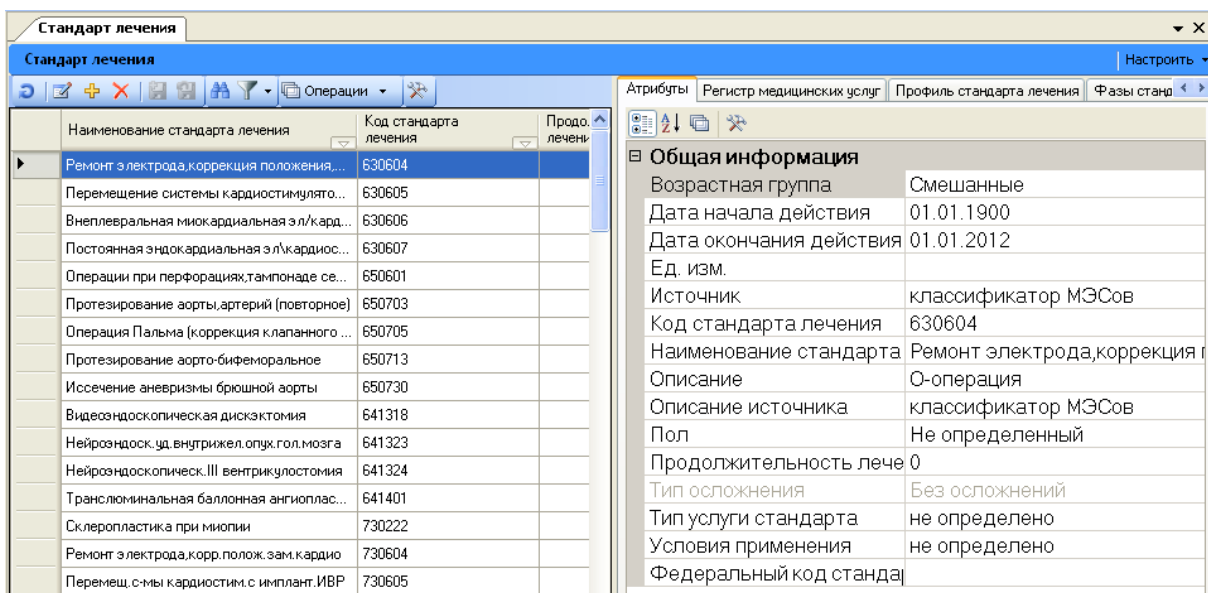 Стандарт лечения
Стандарт лечения
Настроить
Операции
Наименование стандарта лечения
Код стандарта лечения
Продо.
лечени
Ремонт электрода,коррекция положения,... 630604
Перемещение системы кардиостимулято... 630605
Внеплевральная миокардиальная эл/кард... 630606
Постоянная эндокардиальная эл\кардиос... 630607
Операции при перфорациях,тампонаде се... 650601
Протезирование аорты,артерий (повторное) 650703
Операция Пальма (коррекция клапанного ... 650705
Протезирование аорто-бифеморальное 650713
Иссечение аневризмы брюшной аорты 650730
Видеоэндоскопическая дискэктомия 641318
Нейроэндоск.уд.внутрижел.опух.гол.мозга 641323
Нейроэндоскопическ.III вентрикулостомия 641324
Транслюминальная баллонная ангиоплас... 641401
Склеропластика при миопии 730222
Ремонт электрода,корр.полож.зам.кардио 730604
Перемещ.с-мы кардиостим.с имплант.ИВР 730605
Атрибуты Регистр медицинских услуг Профиль стандарта лечения Фазы станд
Общая информация
Возрастная группа Смешанные
Дата начала действия 01.01.1900
Дата окончания действия 01.01.2012
Ед. изм.
Источник классификатор МЭСов
Код стандарта лечения 630604
Наименование стандарта Ремонт электрода,коррекция п
Описание О-операция
Описание источника классификатор МЭСов
Пол Не определенный
Продолжительность лече 0
Тип осложнения Без осложнений
Тип услуги стандарта не определено
Условия применения не определено
Федеральный код станда